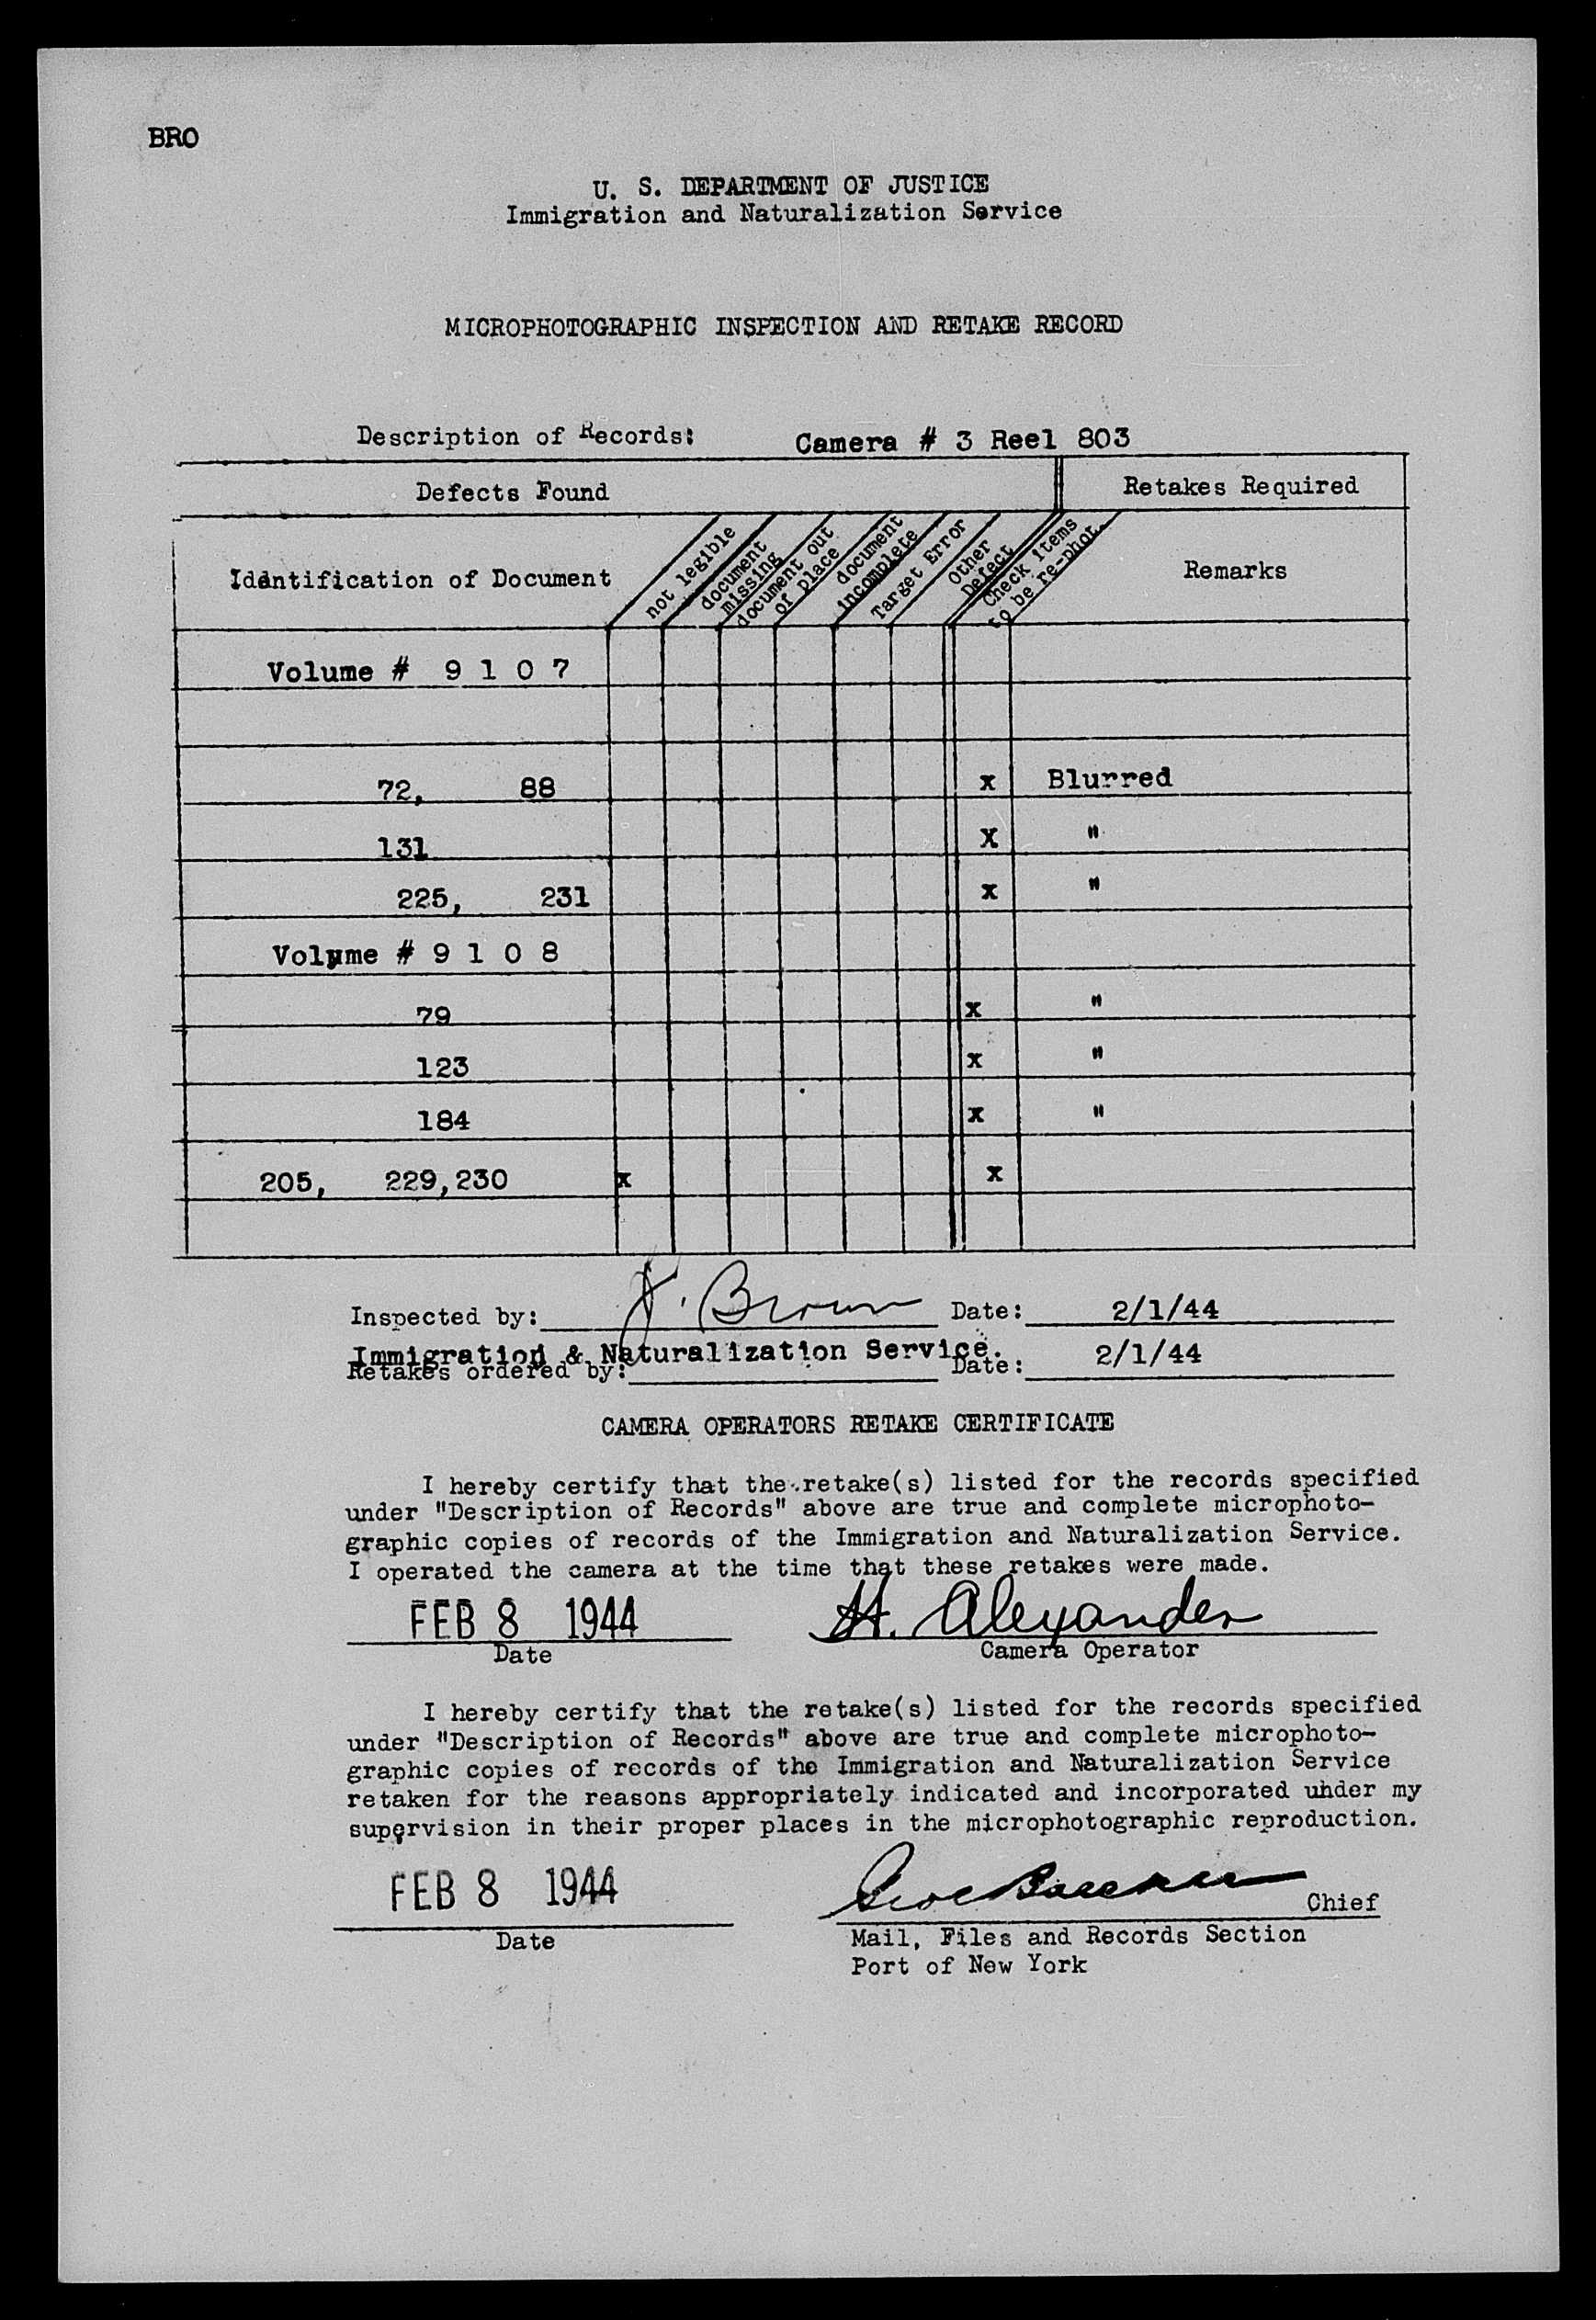 BRO
U. S. DEPARTMENT OF JUSTICE
Immigration and Naturalization Service
MICROPHOTOGRAPHIC INSPECTION AND RETAKE RECORD
Description of Records: Camera # 3 Reel 803
Defects Found Retakes Required
Identification of Document not legible document missing document out of place document incomplete Target Error Other Defect Check items to be re-phot. Remarks
Volume # 9 1 0 7
72, 88 x Blurred
131 X "
225, 231 x "
Volume # 9 1 0 8
79 x "
123 x "
184 x "
205, 229,230 x x
Inspected by: Brown Date: 2/1/44
Immigration & Naturalization Service.
Retakes ordered by: Date: 2/1/44
CAMERA OPERATORS RETAKE CERTIFICATE
I hereby certify that the retake(s) listed for the records specified
under "Description of Records" above are true and complete microphoto-
graphic copies of records of the Immigration and Naturalization Service.
I operated the camera at the time that these retakes were made.
FEB 8 1944 H. Alexander
Date Camera Operator
I hereby certify that the retake(s) listed for the records specified
under "Description of Records" above are true and complete microphoto-
graphic copies of records of the Immigration and Naturalization Service
retaken for the reasons appropriately indicated and incorporated under my
supervision in their proper places in the microphotographic reproduction.
FEB 8 1944 Chief
Date Mail, Files and Records Section
Port of New York